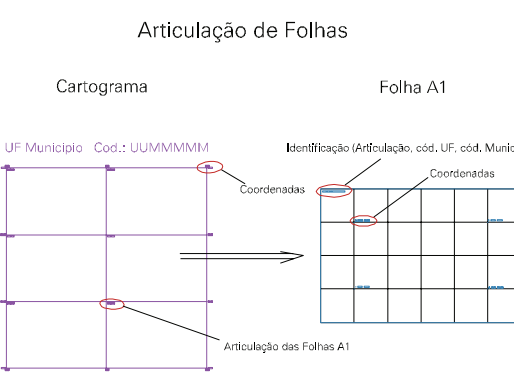 Articulação de Folhas
Cartograma
Folha A1
UF Municipio Cod.: UUMMMMM
Identificação (Articulação, cód. UF, cód. Munic
Coordenadas
Coordenadas
Articulação das Folhas A1